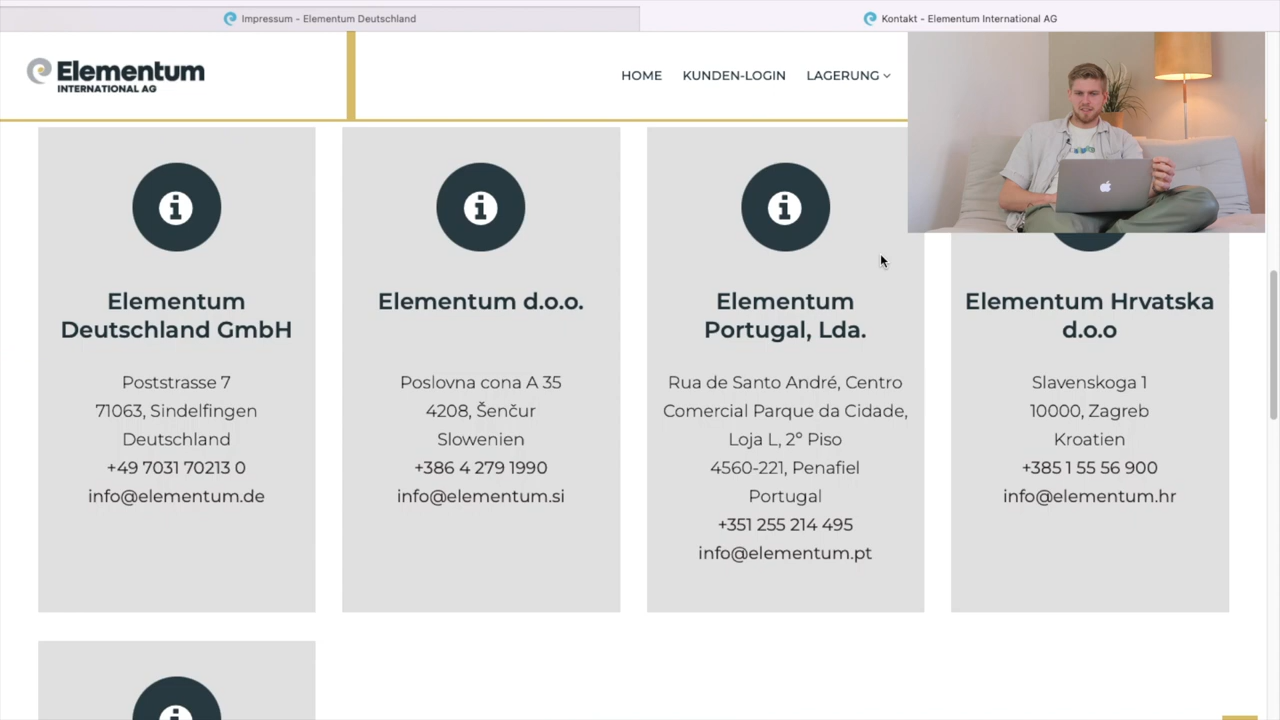 Impressum – Elementum Deutschland
Kontakt – Elementum International AG
Elementum
INTERNATIONAL AG
HOME
KUNDEN-LOGIN
LAGERUNG
Elementum
Deutschland GmbH
Poststrasse 7
71063, Sindelfingen
Deutschland
+49 7031 70213 0
info@elementum.de
Elementum d.o.o.
Poslovna cona A 35
4208, Šenčur
Slowenien
+386 4 279 1990
info@elementum.si
Elementum
Portugal, Lda.
Rua de Santo André, Centro
Comercial Parque da Cidade,
Loja L, 2º Piso
4560-221, Penafiel
Portugal
+351 255 214 495
info@elementum.pt
Elementum Hrvatska
d.o.o
Slavenskoga 1
10000, Zagreb
Kroatien
+385 1 55 56 900
info@elementum.hr